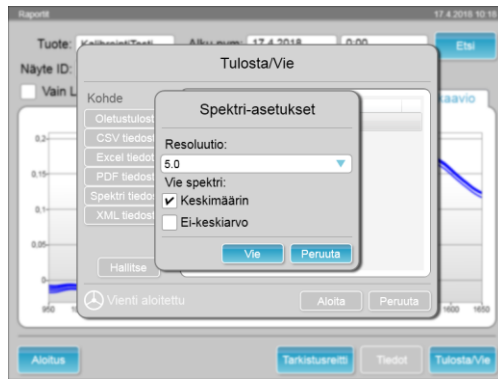 Raportit
17.4.2018 10:15
Tuote:
KalibrointiTesti
Alku pvm:
17.4.2018
0:00
Etsi
Näyte ID:
Vain L
kaavio
Tulosta/Vie
Kohde
Oletustulost
CSV tiedost
Excel tiedot
PDF tiedost
Spektri tiedos
XML tiedost
Hallitse
Spektri-asetukset
Resoluutio:
5.0
Vie spektri:
Keskimäärin
Ei-keskiarvo
Vie
Peruuta
Vienti aloitettu
Aloita
Peruuta
0,2
0,15
0,1
0,05
0
950
1600
1650
Aloitus
Tarkistusreitti
Tiedot
Tulosta/Vie